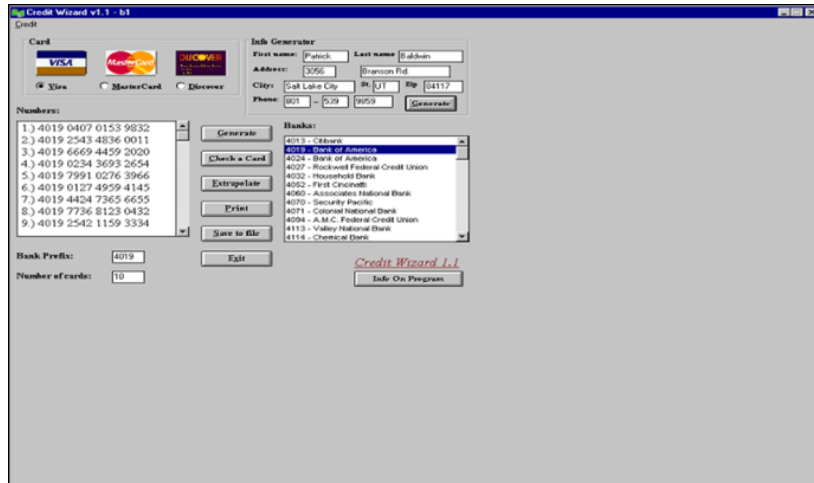 Credit Wizard v1.1 - b1
Credit
Card
VISA
MasterCard
DISCOVER
Visa
MasterCard
Discover
Info Generator
First name: Patrick Last name Baldwin
Address: 3056 Branson Rd.
City: Salt Lake City St. UT Zip 84117
Phone: 801 - 539 9859 Generate
Numbers:
1.) 4019 0407 0153 9832
2.) 4019 2543 4836 0011
3.) 4019 6669 4459 2020
4.) 4019 0234 3693 2654
5.) 4019 7991 0276 3966
6.) 4019 0127 4959 4145
7.) 4019 4424 7365 6655
8.) 4019 7736 8123 0432
9.) 4019 2542 1159 3334
Generate
Check a Card
Extrapolate
Print
Save to file
Exit
Banks:
4013 - Citibank
4019 - Bank of America
4024 - Bank of America
4027 - Rockwell Federal Credit Union
4032 - Household Bank
4052 - First Cincinatti
4060 - Associates National Bank
4070 - Security Pacific
4071 - Colonial National Bank
4094 - A.M.C. Federal Credit Union
4113 - Valley National Bank
4114 - Chemical Bank
Bank Prefix: 4019
Number of cards: 10
Credit Wizard 1.1
Info On Program